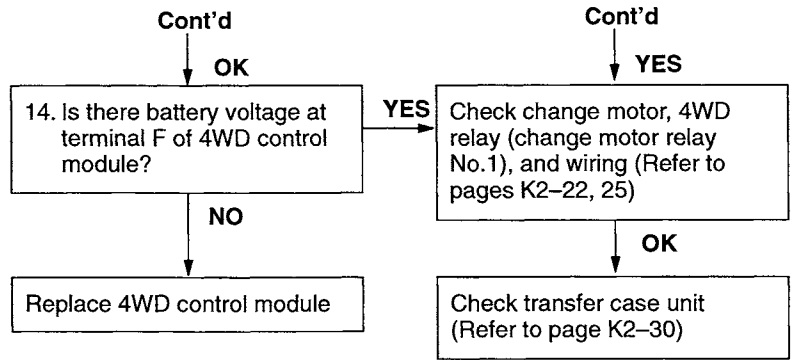 Cont'd
OK
14. Is there battery voltage at
terminal F of 4WD control
module?
NO
Replace 4WD control module
YES
Cont'd
YES
Check change motor, 4WD
relay (change motor relay
No.1), and wiring (Refer to
pages K2–22, 25)
OK
Check transfer case unit
(Refer to page K2–30)